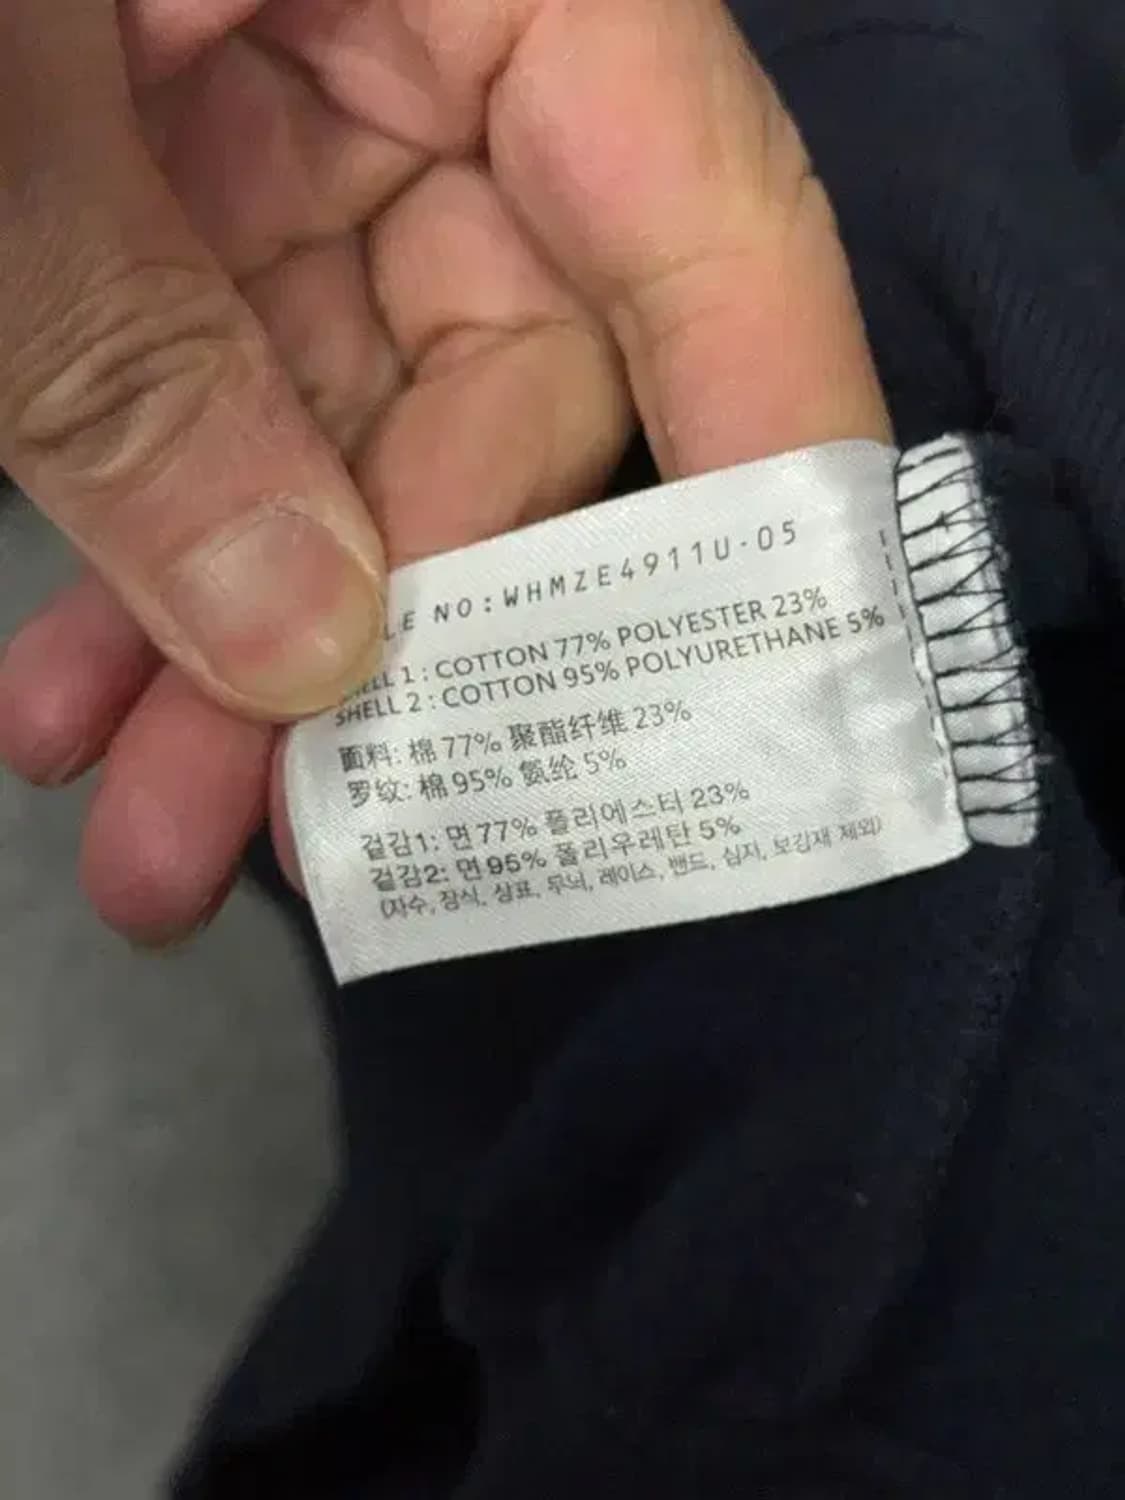 LE NO:WHMZE4911U-05
SHELL 1 : COTTON 77% POLYESTER 23%
SHELL 2 : COTTON 95% POLYURETHANE 5%
面料: 棉 77% 聚酯纤维 23%
罗纹: 棉 95% 氨纶 5%
겉감1: 면 77% 폴리에스터 23%
겉감2: 면 95% 폴리우레탄 5%
(자수, 장식, 상표, 무늬, 레이스, 밴드, 심지, 보강재 제외)